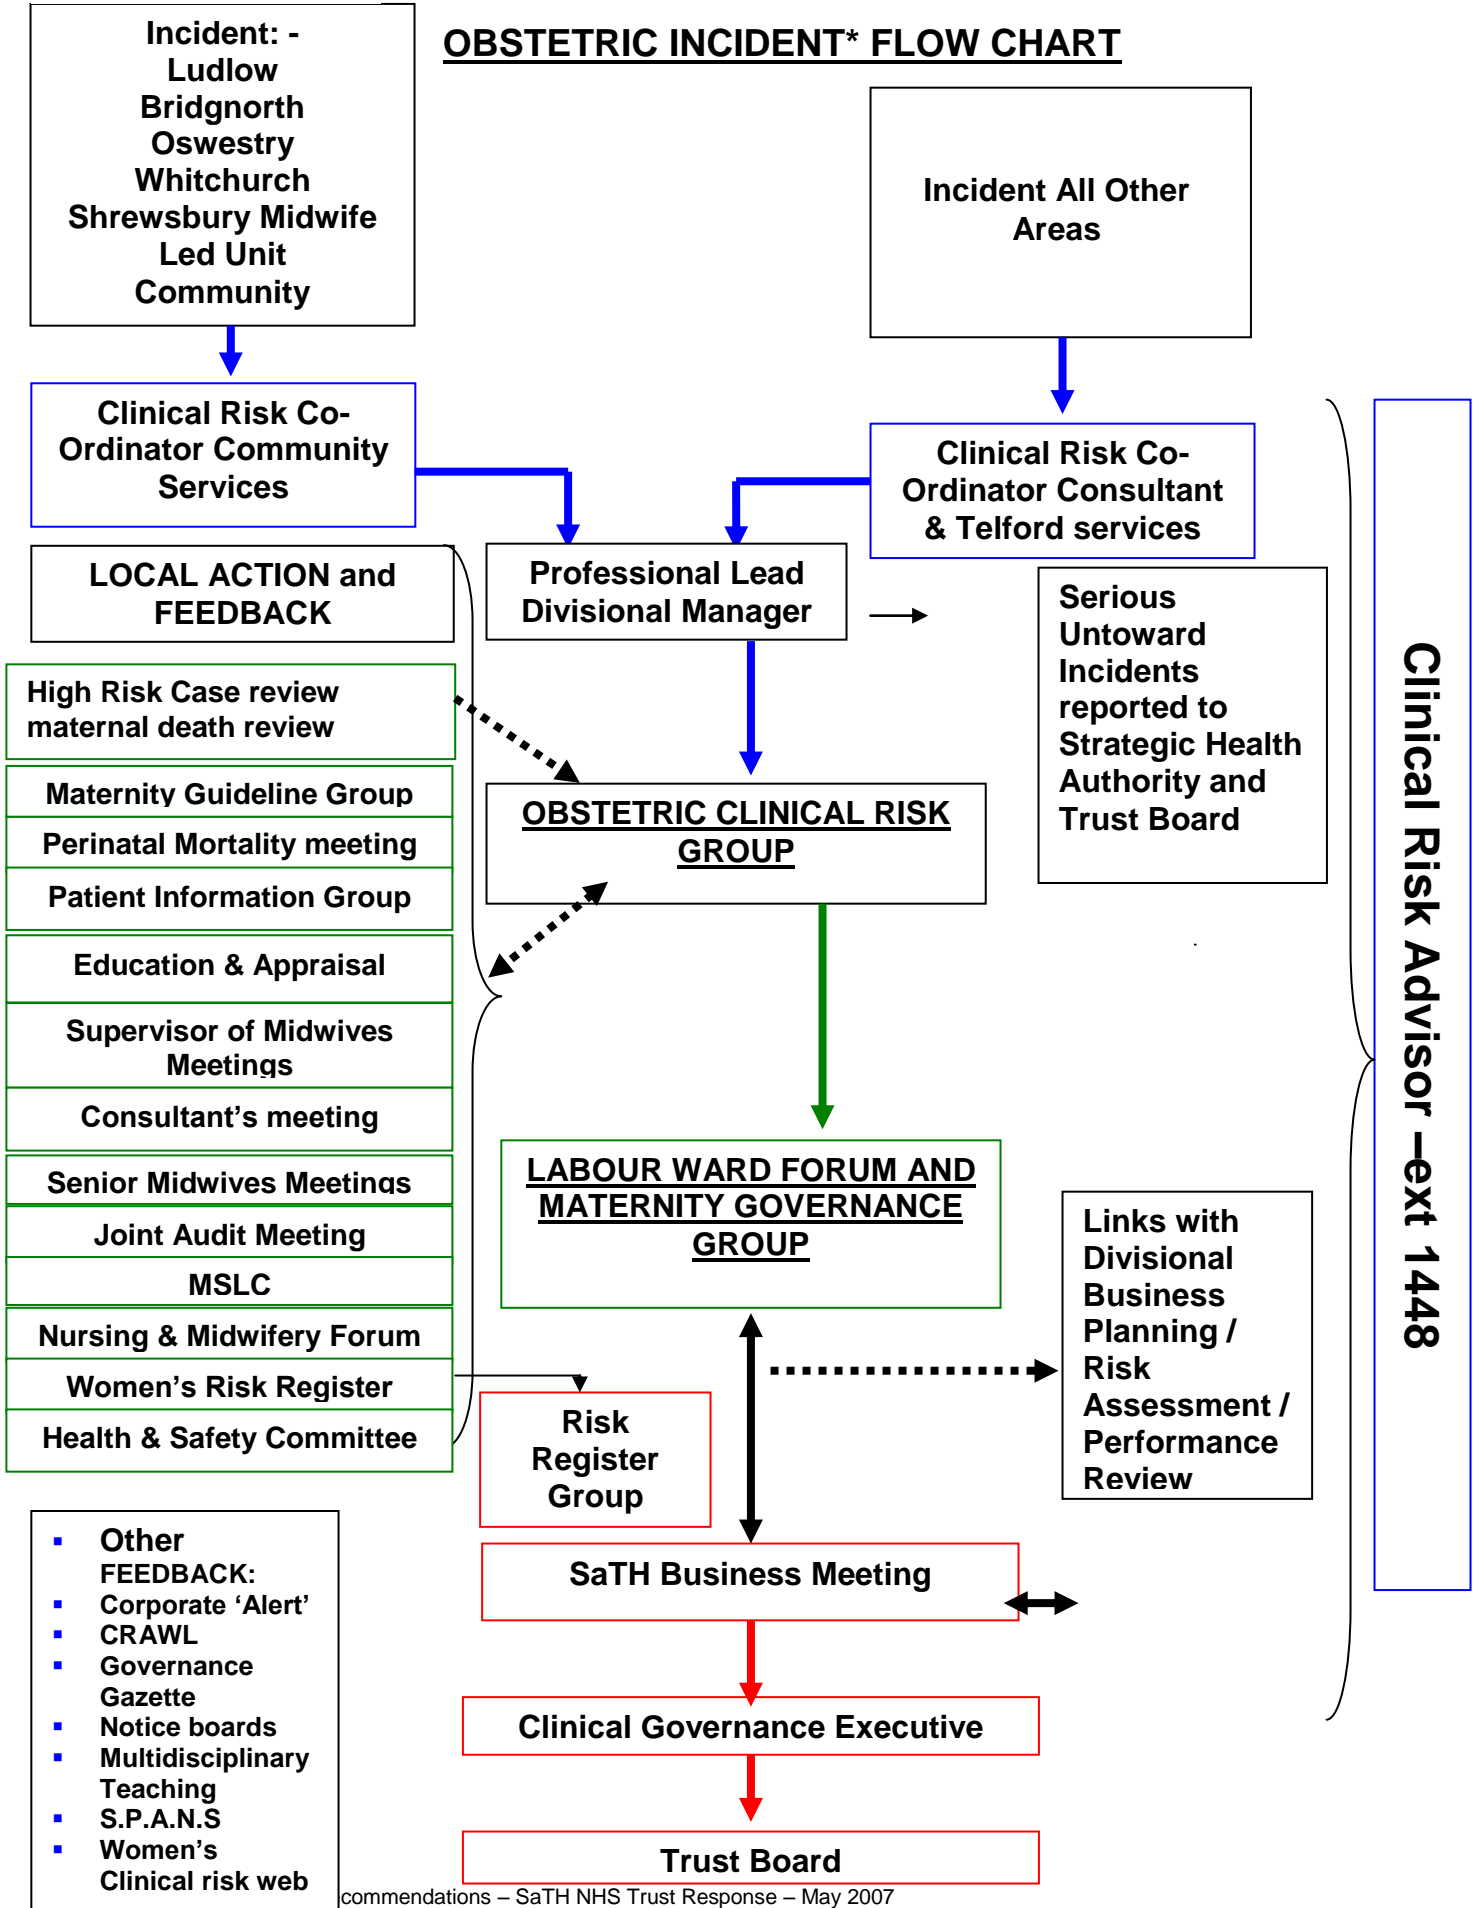 OBSTETRIC INCIDENT* FLOW CHART
Incident: -
Ludlow
Bridgnorth
Oswestry
Whitchurch
Shrewsbury Midwife
Led Unit
Community
Incident All Other
Areas
Clinical Risk Co-
Ordinator Community
Services
Clinical Risk Co-
Ordinator Consultant
& Telford services
LOCAL ACTION and
FEEDBACK
Professional Lead
Divisional Manager
Serious
Untoward
Incidents
reported to
Strategic Health
Authority and
Trust Board
Clinical Risk Advisor –ext 1448
High Risk Case review
maternal death review
Maternity Guideline Group
Perinatal Mortality meeting
Patient Information Group
Education & Appraisal
Supervisor of Midwives
Meetings
Consultant’s meeting
Senior Midwives Meetings
Joint Audit Meeting
MSLC
Nursing & Midwifery Forum
Women’s Risk Register
Health & Safety Committee
OBSTETRIC CLINICAL RISK
GROUP
LABOUR WARD FORUM AND
MATERNITY GOVERNANCE
GROUP
Links with
Divisional
Business
Planning /
Risk
Assessment /
Performance
Review
Risk
Register
Group
SaTH Business Meeting
Clinical Governance Executive
Trust Board
▪ Other
FEEDBACK:
▪ Corporate ‘Alert’
▪ CRAWL
▪ Governance
Gazette
▪ Notice boards
▪ Multidisciplinary
Teaching
▪ S.P.A.N.S
▪ Women’s
Clinical risk web
commendations – SaTH NHS Trust Response – May 2007